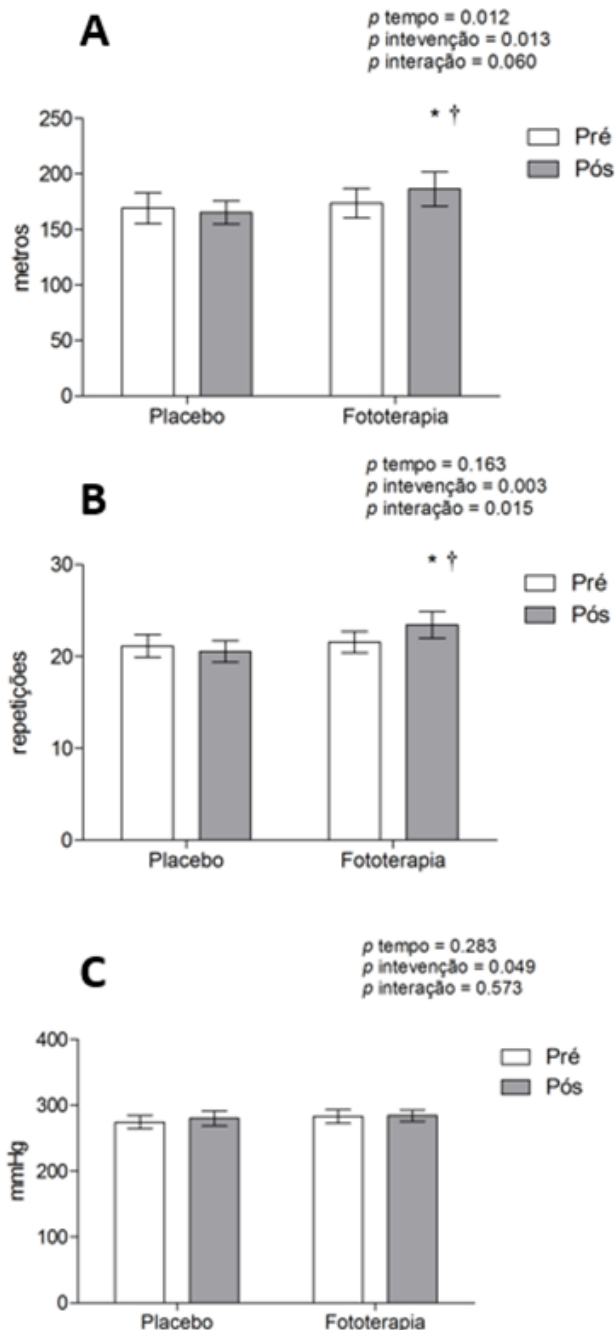 A
p tempo = 0.012
p intevenção = 0.013
p interação = 0.060
* †
Pré
Pós
250
200
150
100
50
0
metros
Placebo
Fototerapia
B
p tempo = 0.163
p intevenção = 0.003
p interação = 0.015
* †
Pré
Pós
30
20
10
0
repetições
Placebo
Fototerapia
C
p tempo = 0.283
p intevenção = 0.049
p interação = 0.573
Pré
Pós
400
300
200
100
0
mmHg
Placebo
Fototerapia